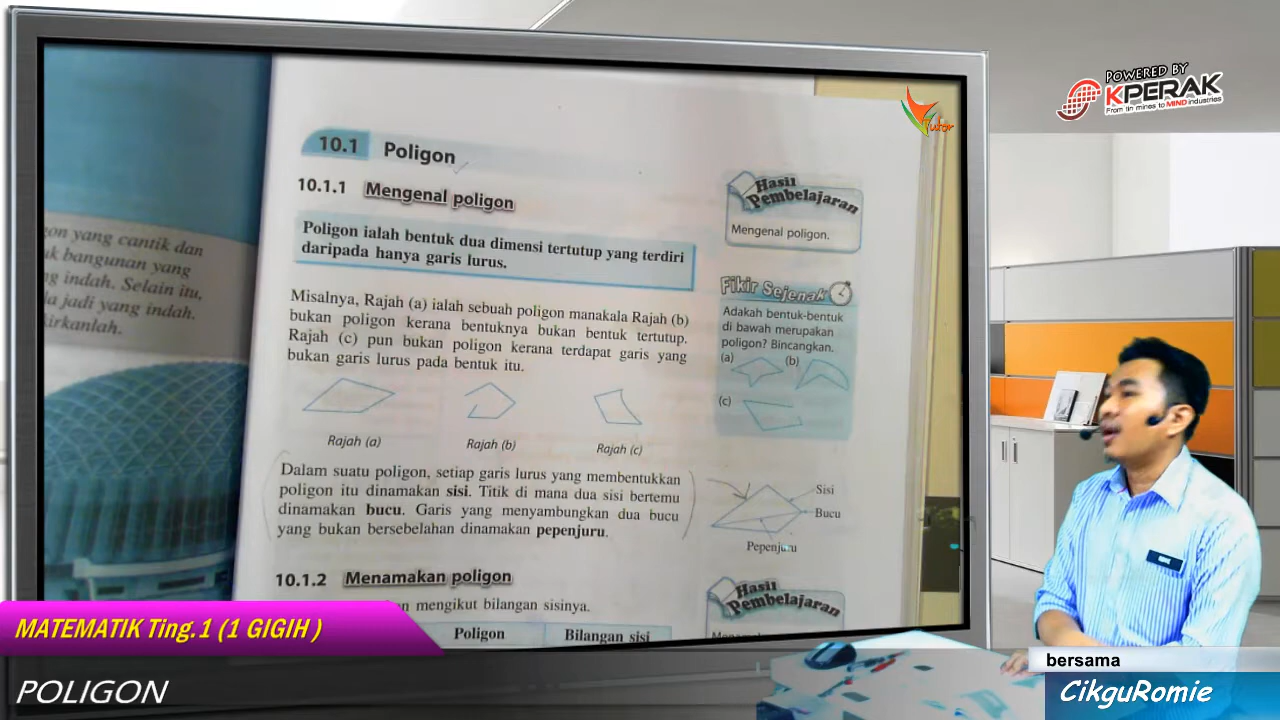 POWERED BY
KPERAK
From tin mines to MIND industries
Tutor
10.1 Poligon
10.1.1 Mengenal poligon
Poligon ialah bentuk dua dimensi tertutup yang terdiri
daripada hanya garis lurus.
Misalnya, Rajah (a) ialah sebuah poligon manakala Rajah (b)
bukan poligon kerana bentuknya bukan bentuk tertutup.
Rajah (c) pun bukan poligon kerana terdapat garis yang
bukan garis lurus pada bentuk itu.
Rajah (a)
Rajah (b)
Rajah (c)
Dalam suatu poligon, setiap garis lurus yang membentukkan
poligon itu dinamakan sisi. Titik di mana dua sisi bertemu
dinamakan bucu. Garis yang menyambungkan dua bucu
yang bukan bersebelahan dinamakan pepenjuru.
10.1.2 Menamakan poligon
mengikut bilangan sisinya.
Poligon
Bilangan sisi
Hasil
Pembelajaran
Mengenal poligon.
Fikir Sejenak
Adakah bentuk-bentuk
di bawah merupakan
poligon? Bincangkan.
(a)
(b)
(c)
Sisi
Bucu
Pepenjuru
Hasil
Pembelajaran
yang cantik dan
bangunan yang
indah. Selain itu,
jadi yang indah.
MATEMATIK Ting.1 (1 GIGIH )
POLIGON
bersama
CikguRomie